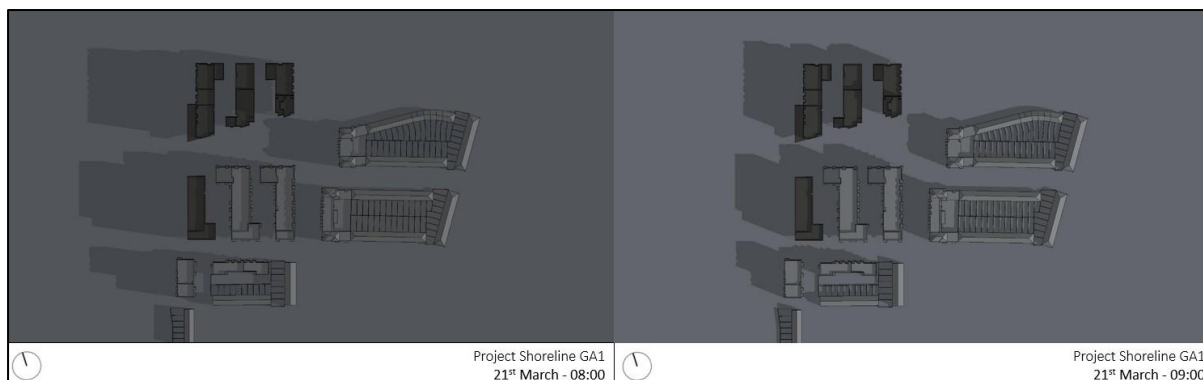 Project Shoreline GA1
21st March - 08:00
Project Shoreline GA1
21st March - 09:00